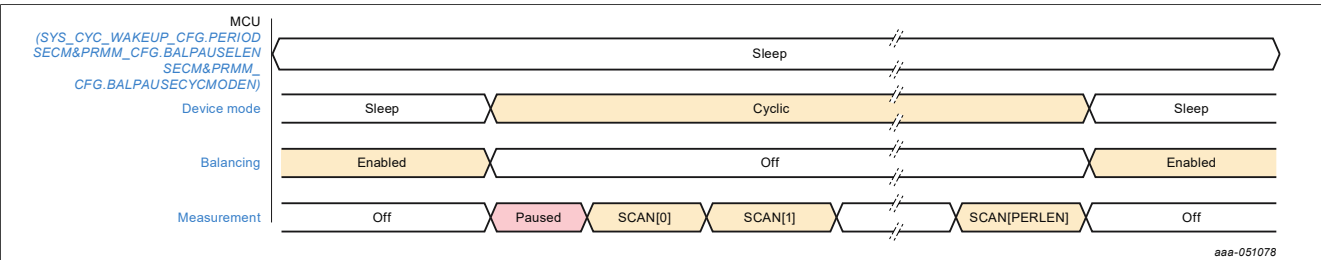 MCU
(SYS_CYC_WAKEUP_CFG.PERIOD
SECM&PRMM_CFG.BALPAUSELEN
SECM&PRMM_
CFG.BALPAUSECYCMODEN)
Sleep
Device mode
Sleep
Cyclic
Sleep
Balancing
Enabled
Off
Enabled
Measurement
Off
Paused
SCAN[0]
SCAN[1]
SCAN[PERLEN]
Off
aaa-051078